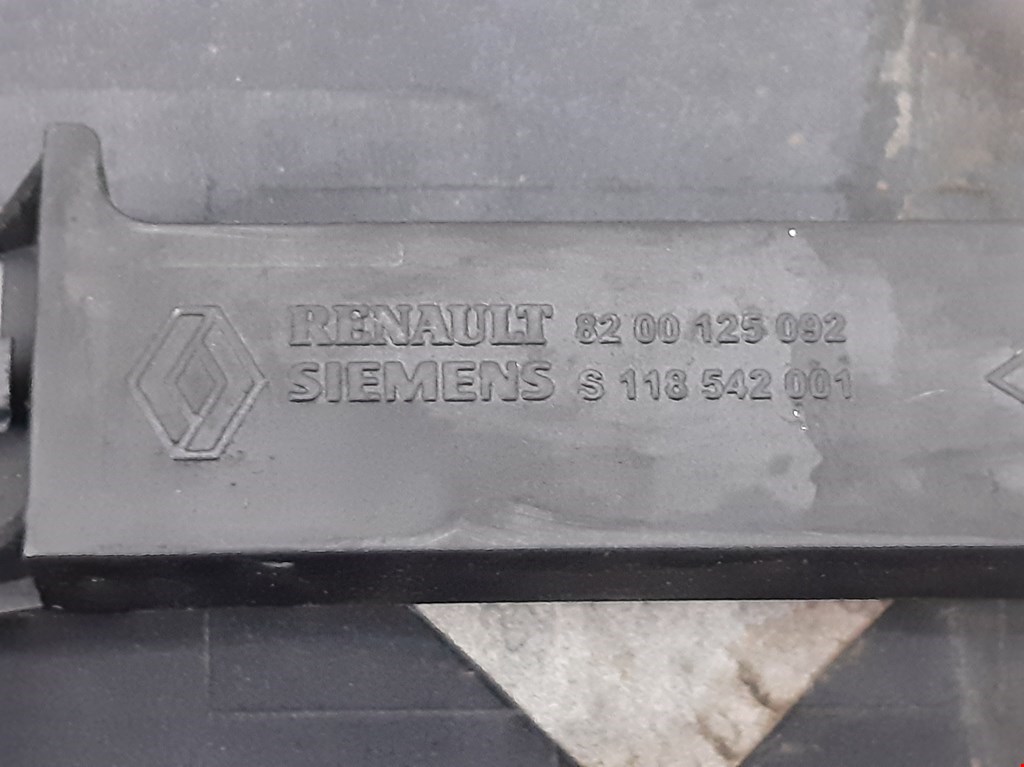 RENAULT 82 00 125 092
SIEMENS S 118 542 001